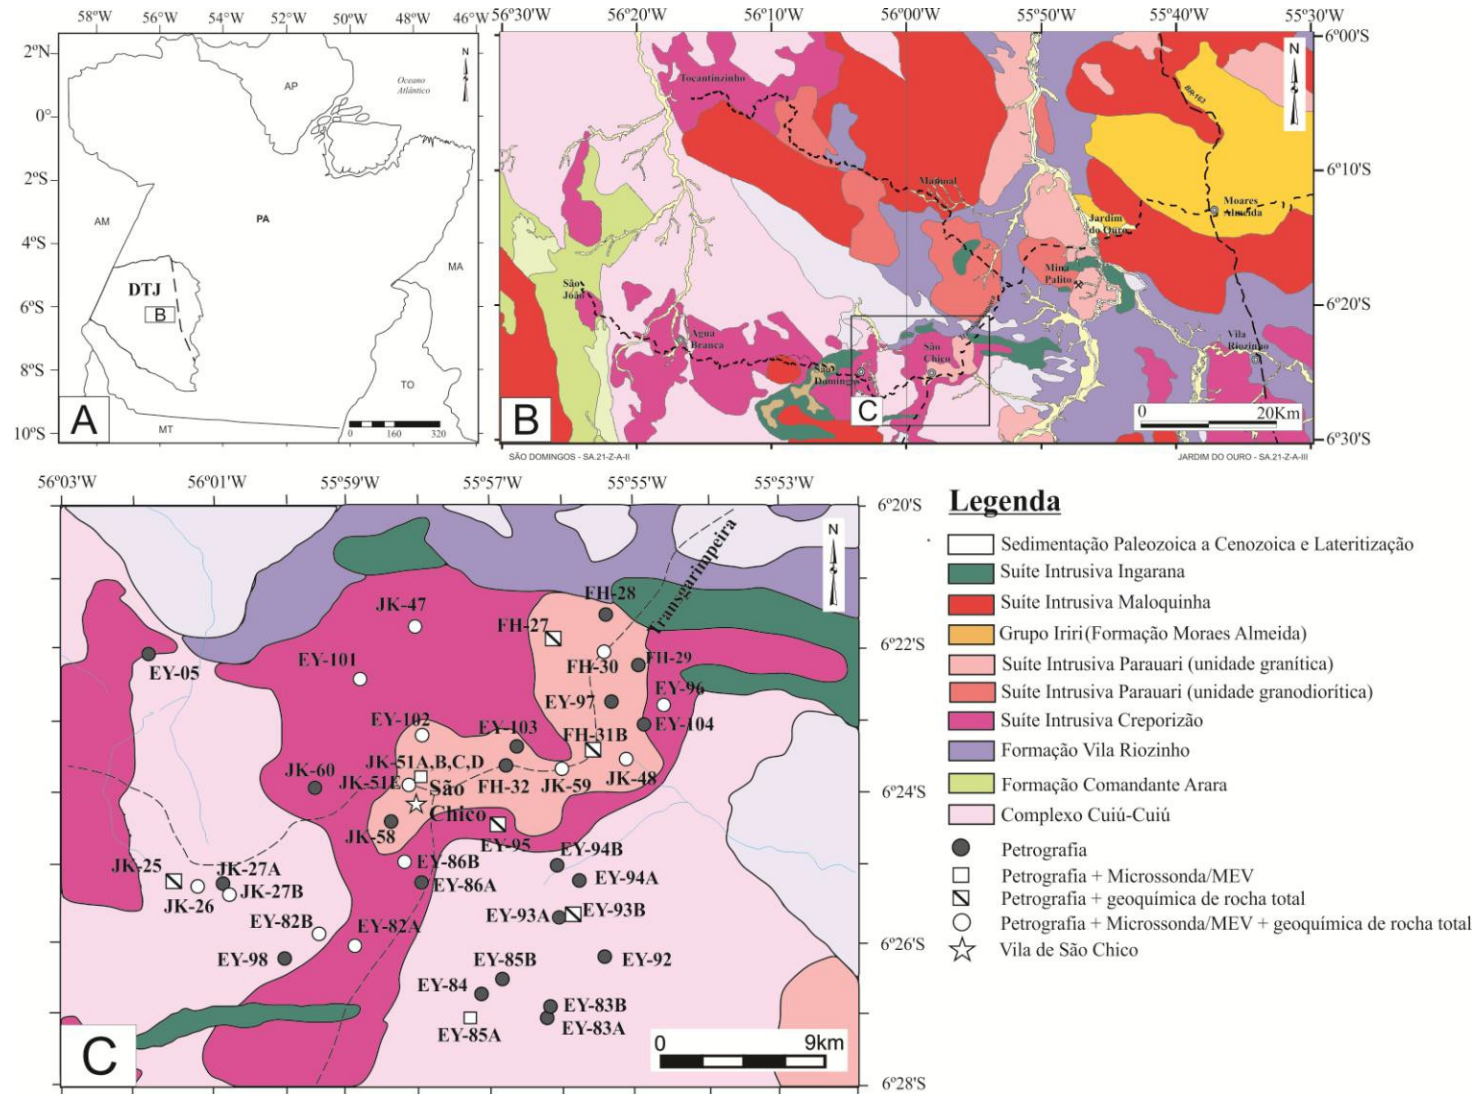 58°W 56°W 54°W 52°W 50°W 48°W 46°W
2°N
0°
2°S
4°S
6°S
8°S
10°S
N
AP
Oceano
Atlântico
AM
PA
MA
DTJ
B
TO
MT
A
0 160 320
56°30'W 56°20'W 56°10'W 56°00'W 55°50'W 55°40'W 55°30'W
6°00'S
6°10'S
6°20'S
6°30'S
N
Tocantinzinho
BR-163
Mamoal
Moares
Almeida
Jardim
do Ouro
Mina
Palito
São
João
Água
Branca
São
Domingos
São
Chico
Vila
Riozinho
C
B
0 20Km
SÃO DOMINGOS - SA.21-Z-A-II
JARDIM DO OURO - SA.21-Z-A-III
56°03'W 56°01'W 55°59'W 55°57'W 55°55'W 55°53'W
6°20'S
6°22'S
6°24'S
6°26'S
6°28'S
N
Transgarimpeira
FH-28
JK-47
FH-27
EY-101
FH-30
FH-29
EY-05
EY-97
EY-96
EY-102
EY-103
EY-104
FH-31B
JK-51A,B,C,D
JK-60
JK-51E
São
Chico
FH-32
JK-59
JK-48
JK-58
EY-95
EY-94B
JK-25
JK-27A
EY-86B
JK-27B
EY-86A
EY-94A
JK-26
EY-82B
EY-93A
EY-93B
EY-82A
EY-98
EY-85B
EY-92
EY-84
EY-83B
EY-85A
EY-83A
C
0 9km
Legenda
Sedimentação Paleozoica a Cenozoica e Lateritização
Suíte Intrusiva Ingarana
Suíte Intrusiva Maloquinha
Grupo Iriri(Formação Moraes Almeida)
Suíte Intrusiva Parauari (unidade granítica)
Suíte Intrusiva Parauari (unidade granodiorítica)
Suíte Intrusiva Creporizão
Formação Vila Riozinho
Formação Comandante Arara
Complexo Cuiú-Cuiú
Petrografia
Petrografia + Microssonda/MEV
Petrografia + geoquímica de rocha total
Petrografia + Microssonda/MEV + geoquímica de rocha total
Vila de São Chico